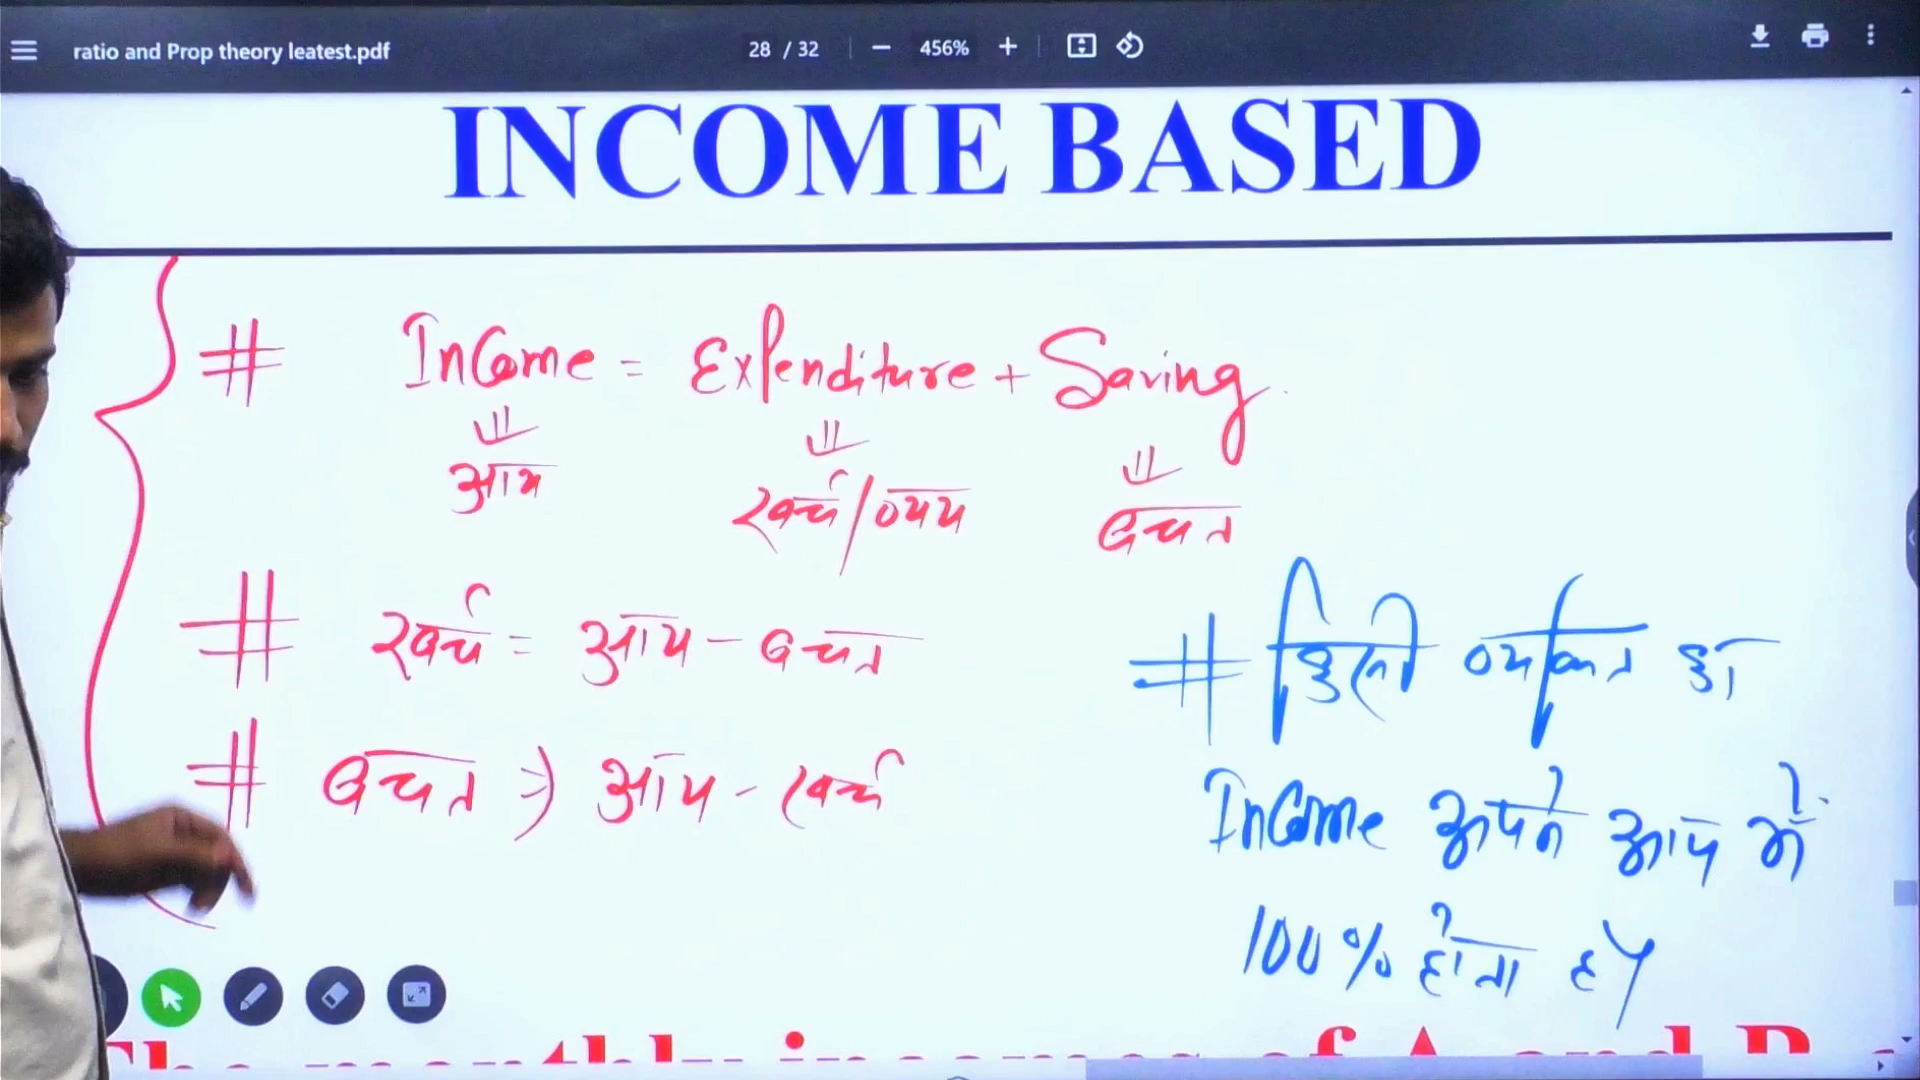 ratio and Prop theory leatest.pdf 28 / 32 456%
INCOME BASED
# Income = Expenditure + Saving
आय खर्च/व्यय बचत
# खर्च = आय - बचत
# बचत ⇒ आय - खर्च
# किसी व्यक्ति का
Income अपने आप में
100% होता है